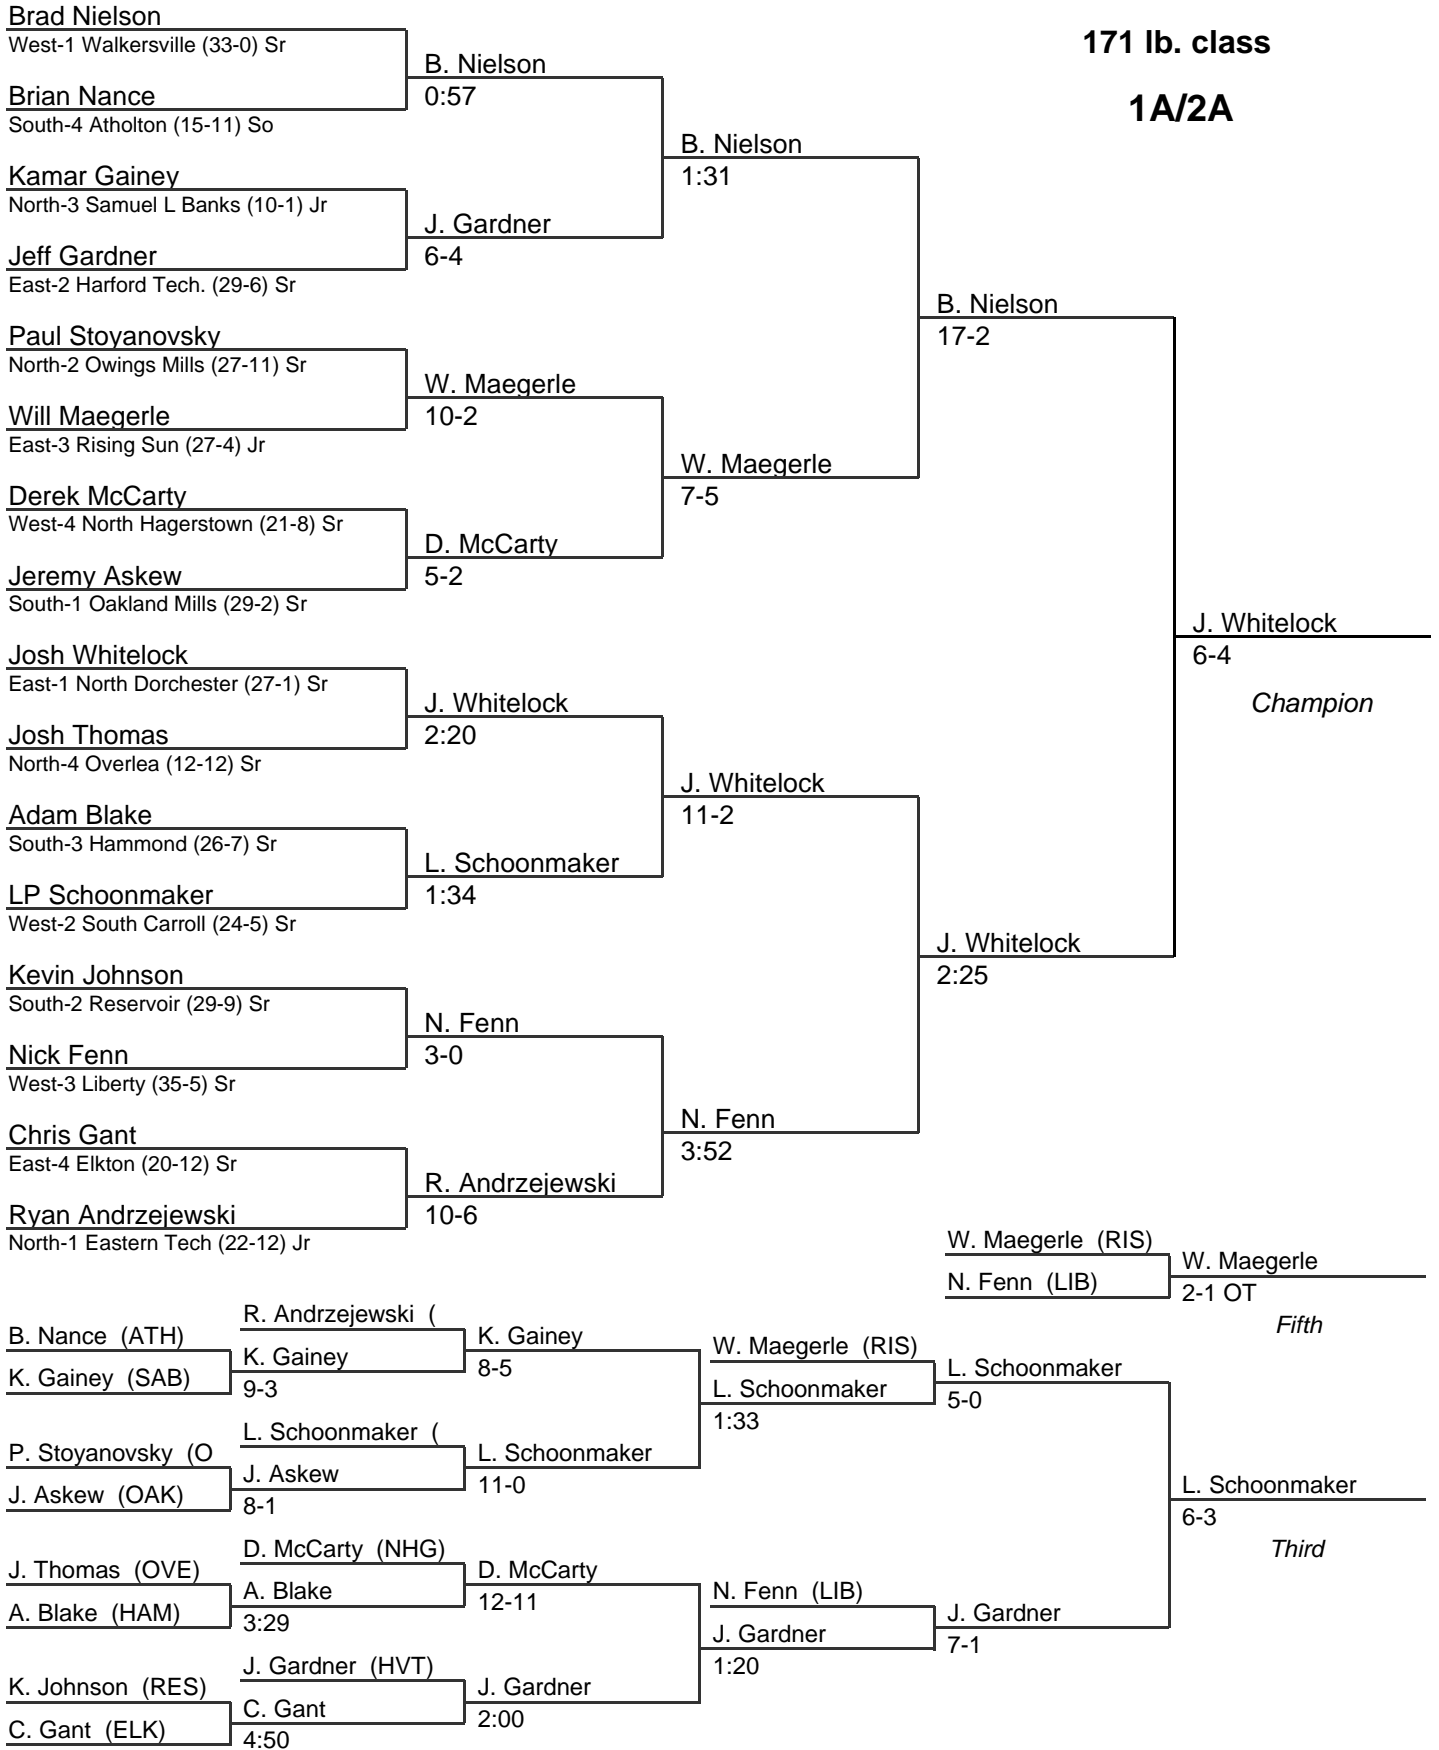 171 lb. class
1A/2A
Brad Nielson
West-1 Walkersville (33-0) Sr
Brian Nance
South-4 Atholton (15-11) So
Kamar Gainey
North-3 Samuel L Banks (10-1) Jr
Jeff Gardner
East-2 Harford Tech. (29-6) Sr
Paul Stoyanovsky
North-2 Owings Mills (27-11) Sr
Will Maegerle
East-3 Rising Sun (27-4) Jr
Derek McCarty
West-4 North Hagerstown (21-8) Sr
Jeremy Askew
South-1 Oakland Mills (29-2) Sr
Josh Whitelock
East-1 North Dorchester (27-1) Sr
Josh Thomas
North-4 Overlea (12-12) Sr
Adam Blake
South-3 Hammond (26-7) Sr
LP Schoonmaker
West-2 South Carroll (24-5) Sr
Kevin Johnson
South-2 Reservoir (29-9) Sr
Nick Fenn
West-3 Liberty (35-5) Sr
Chris Gant
East-4 Elkton (20-12) Sr
Ryan Andrzejewski
North-1 Eastern Tech (22-12) Jr
B. Nielson
0:57
J. Gardner
6-4
W. Maegerle
10-2
D. McCarty
5-2
J. Whitelock
2:20
L. Schoonmaker
1:34
N. Fenn
3-0
R. Andrzejewski
10-6
B. Nielson
1:31
W. Maegerle
7-5
J. Whitelock
11-2
N. Fenn
3:52
B. Nielson
17-2
J. Whitelock
2:25
J. Whitelock
6-4
Champion
W. Maegerle (RIS)
N. Fenn (LIB)
W. Maegerle
2-1 OT
Fifth
B. Nance (ATH)
K. Gainey (SAB)
P. Stoyanovsky (O
J. Askew (OAK)
J. Thomas (OVE)
A. Blake (HAM)
K. Johnson (RES)
C. Gant (ELK)
R. Andrzejewski (
K. Gainey
9-3
L. Schoonmaker (
J. Askew
8-1
D. McCarty (NHG)
A. Blake
3:29
J. Gardner (HVT)
C. Gant
4:50
K. Gainey
8-5
L. Schoonmaker
11-0
D. McCarty
12-11
J. Gardner
2:00
W. Maegerle (RIS)
L. Schoonmaker
1:33
N. Fenn (LIB)
J. Gardner
1:20
L. Schoonmaker
5-0
J. Gardner
7-1
L. Schoonmaker
6-3
Third